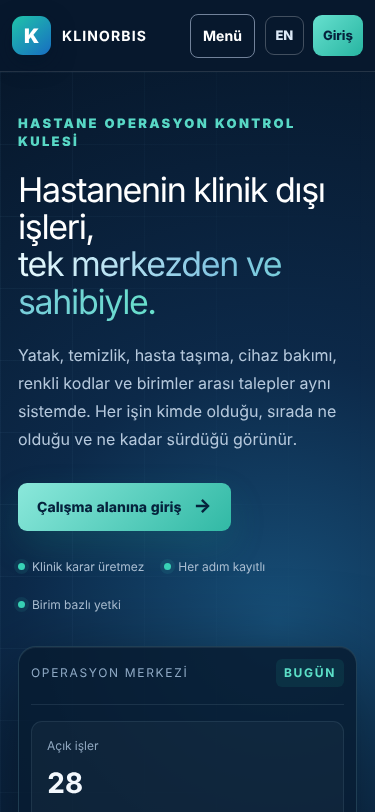 K KLINORBIS Menü EN Giriş
HASTANE OPERASYON KONTROL
KULESİ
Hastanenin klinik dışı
işleri,
tek merkezden ve
sahibiyle.
Yatak, temizlik, hasta taşıma, cihaz bakımı,
renkli kodlar ve birimler arası talepler aynı
sistemde. Her işin kimde olduğu, sırada ne
olduğu ve ne kadar sürdüğü görünür.
Çalışma alanına giriş →
Klinik karar üretmez Her adım kayıtlı
Birim bazlı yetki
OPERASYON MERKEZİ BUGÜN
Açık işler
28